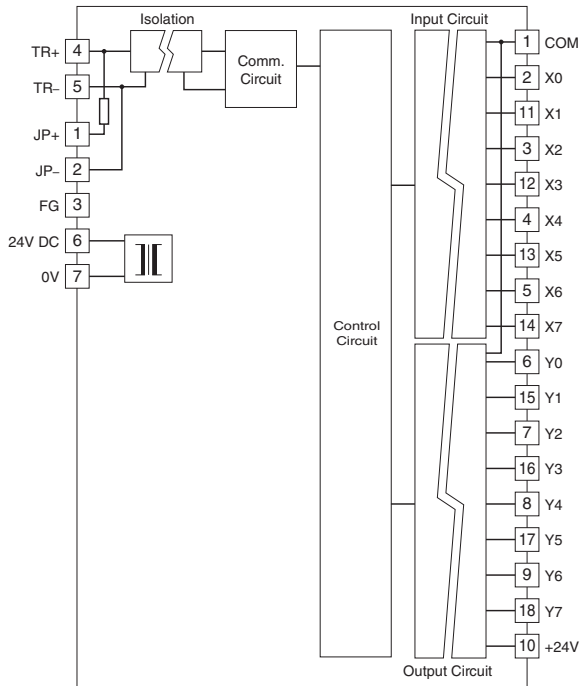 Isolation
Input Circuit
TR+ 4
TR– 5
JP+ 1
JP– 2
FG 3
24V DC 6
0V 7
Comm.
Circuit
Control
Circuit
1 COM
2 X0
11 X1
3 X2
12 X3
4 X4
13 X5
5 X6
14 X7
6 Y0
15 Y1
7 Y2
16 Y3
8 Y4
17 Y5
9 Y6
18 Y7
10 +24V
Output Circuit